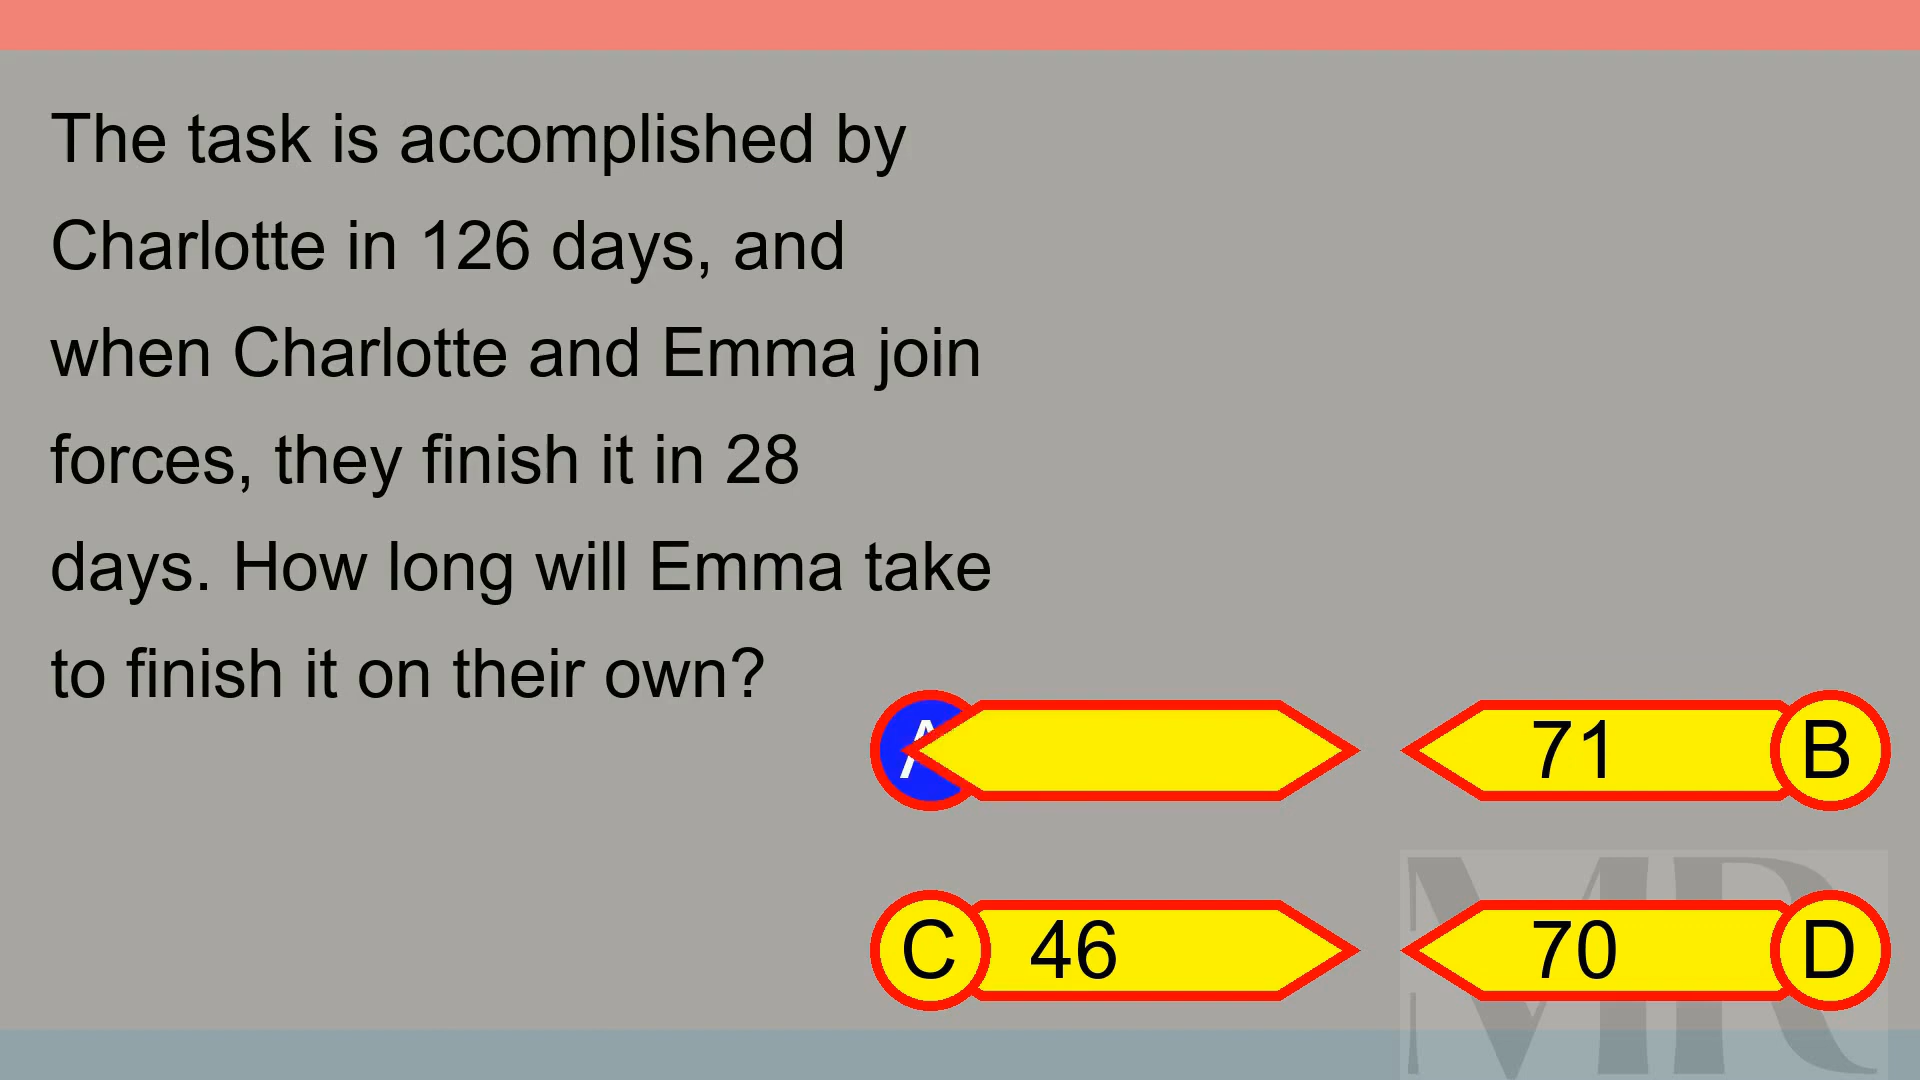 The task is accomplished by
Charlotte in 126 days, and
when Charlotte and Emma join
forces, they finish it in 28
days. How long will Emma take
to finish it on their own?
A
71 B
C 46
70 D
MR